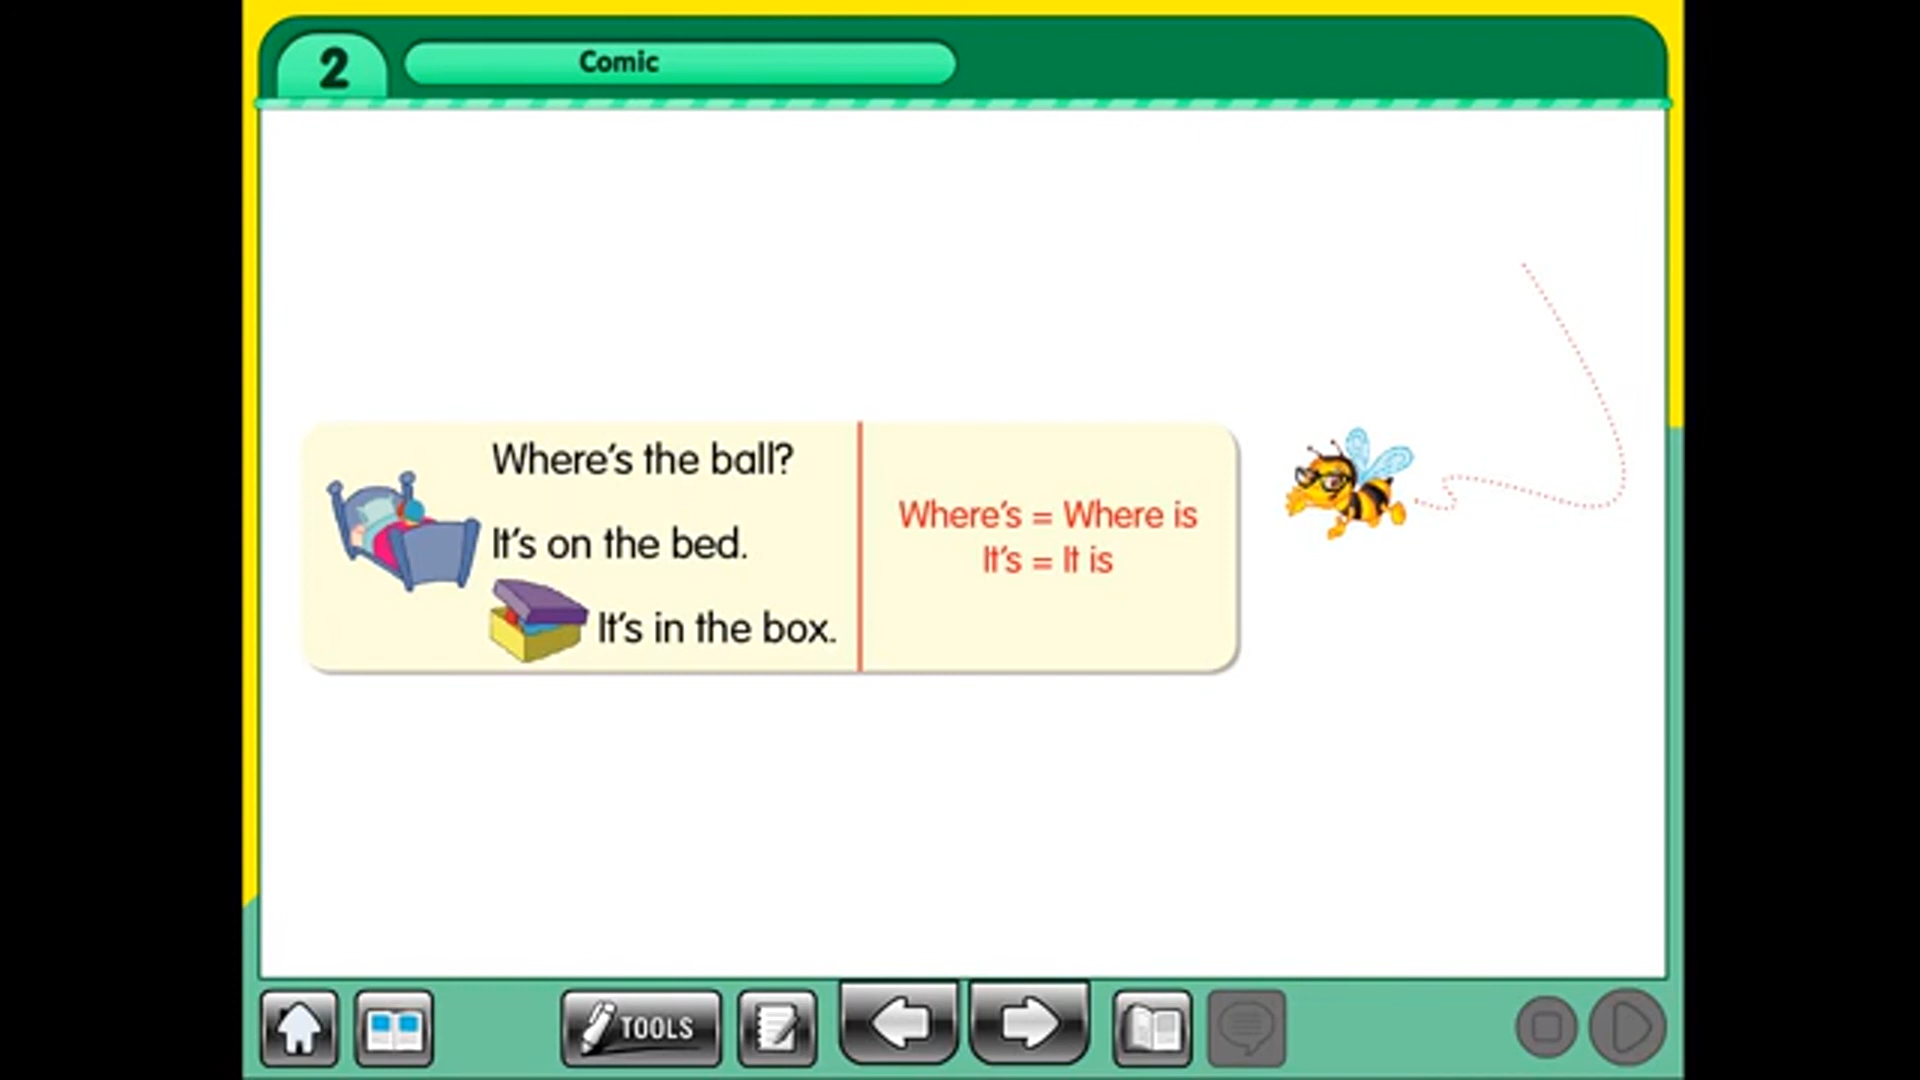 2
Comic
Where's the ball?
It's on the bed.
It's in the box.
Where's = Where is
It's = It is
TOOLS